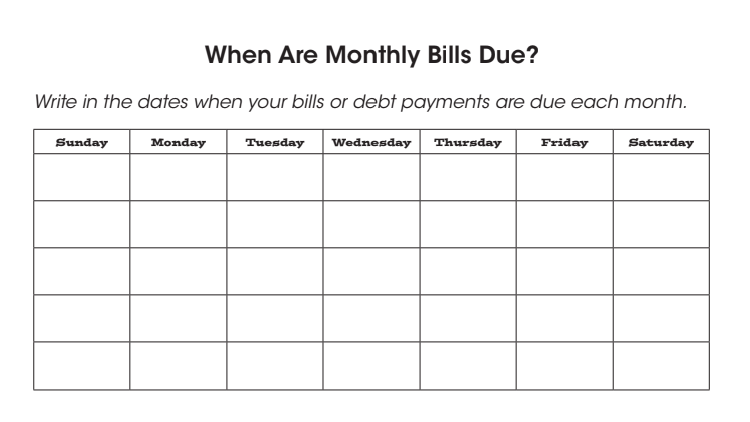 When Are Monthly Bills Due?
Write in the dates when your bills or debt payments are due each month.
Sunday Monday Tuesday Wednesday Thursday Friday Saturday